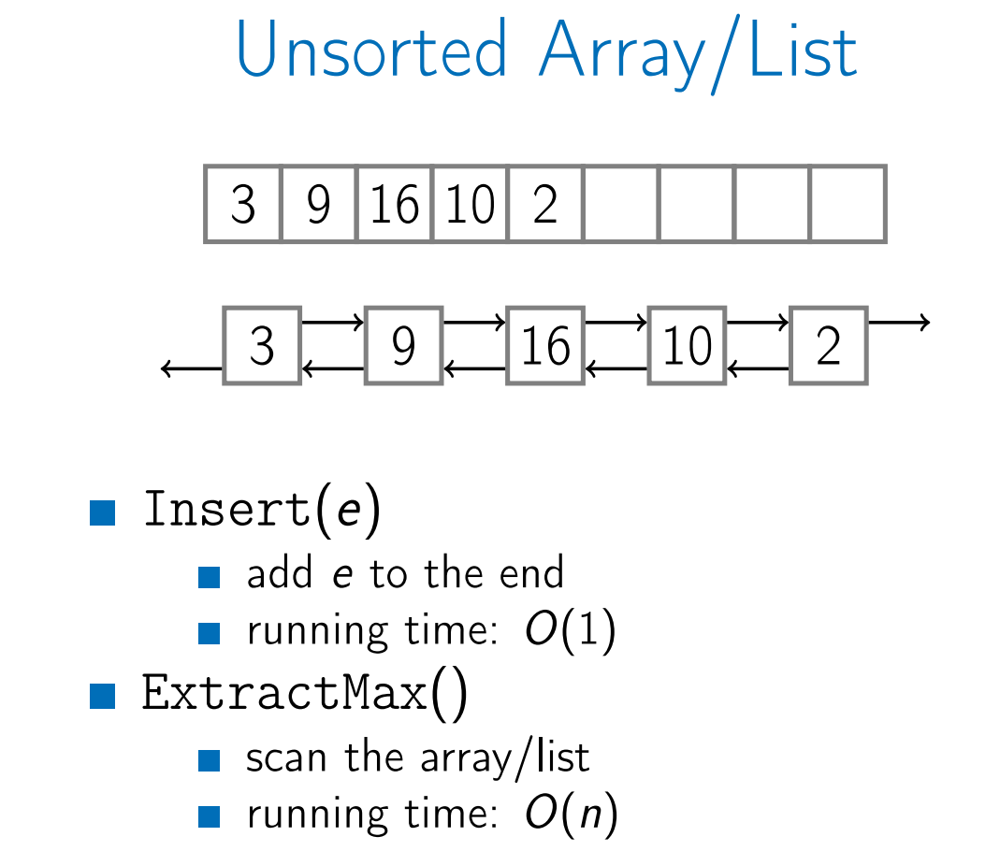 Unsorted Array/List
3 9 16 10 2
3 9 16 10 2
Insert(e)
add e to the end
running time: O(1)
ExtractMax()
scan the array/list
running time: O(n)